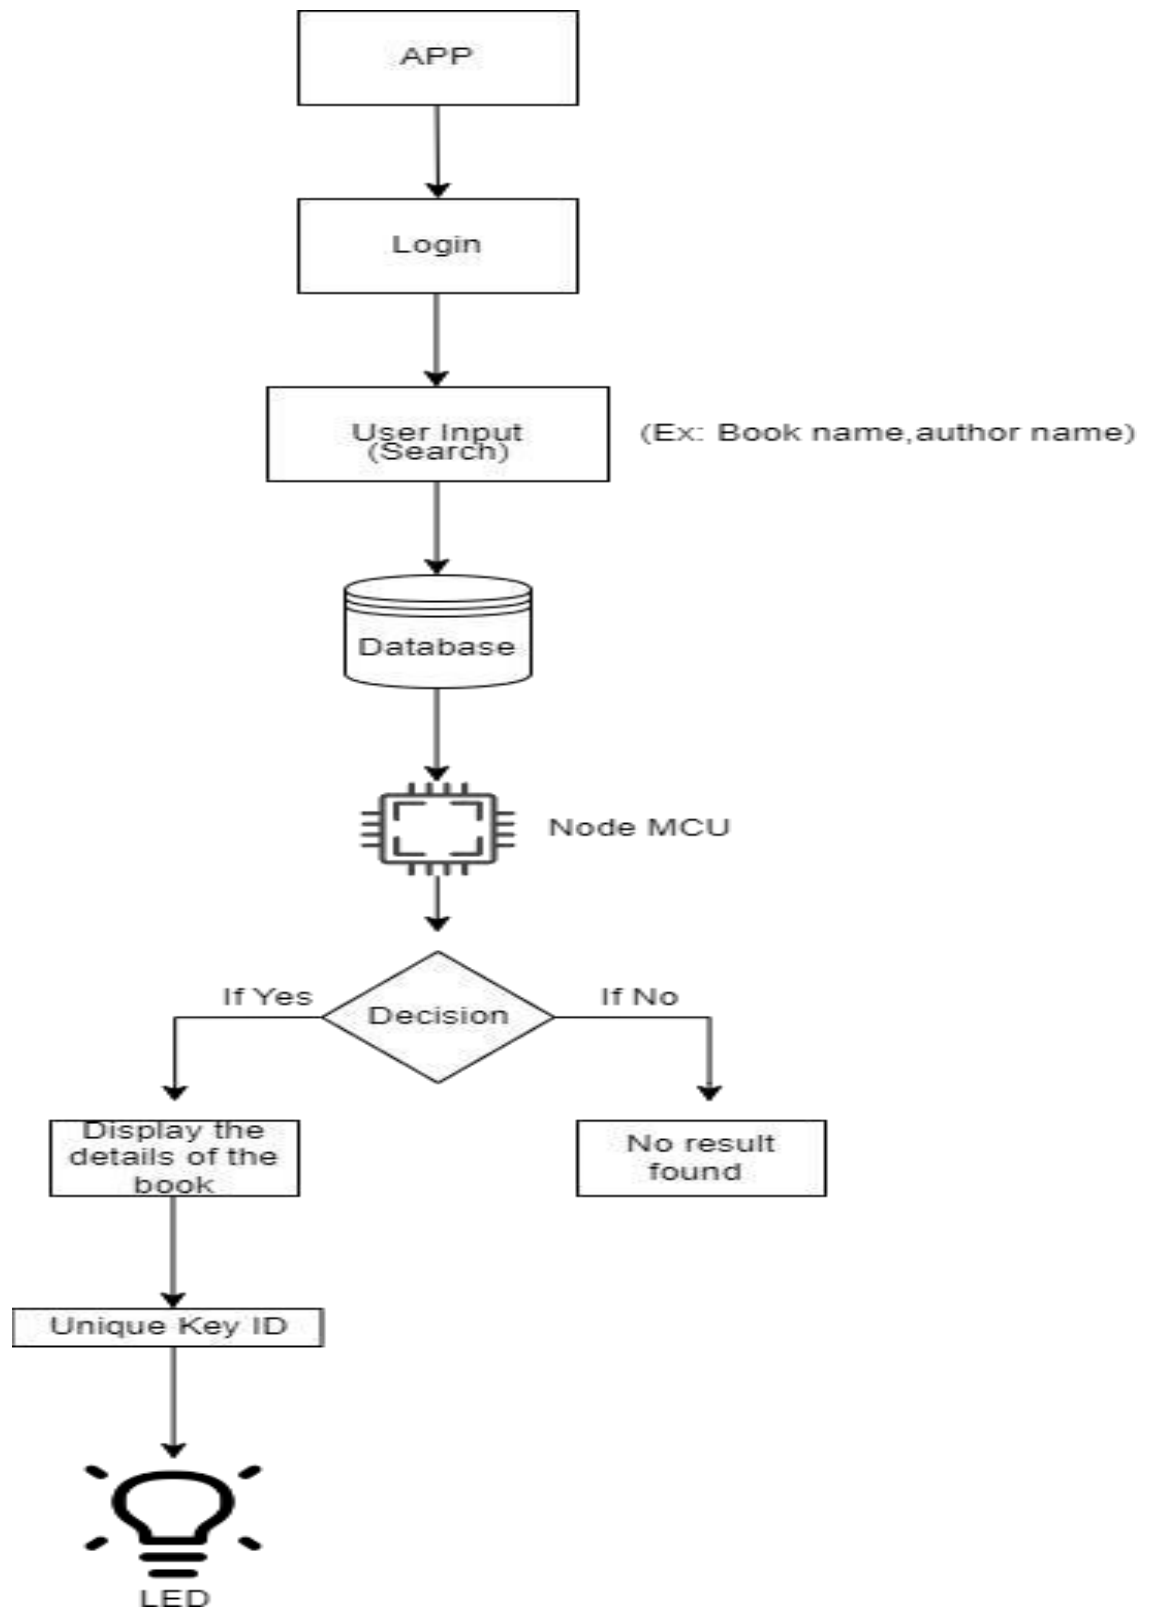 APP
Login
User Input
(Search)
(Ex: Book name,author name)
Database
Node MCU
If Yes
Decision
If No
Display the
details of the
book
No result
found
Unique Key ID
LED